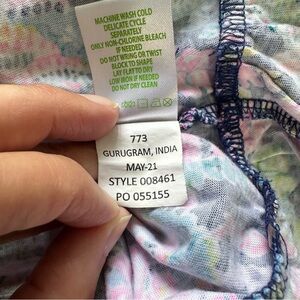 MACHINE WASH COLD
DELICATE CYCLE
SEPARATELY
ONLY NON-CHLORINE BLEACH
IF NEEDED
DO NOT WRING OR TWIST
BLOCK TO SIZE
LAY FLAT TO DRY
LOW IRON IF NEEDED
DO NOT DRY CLEAN
773
GURUGRAM, INDIA
MAY-21
STYLE 008461
PO 055155